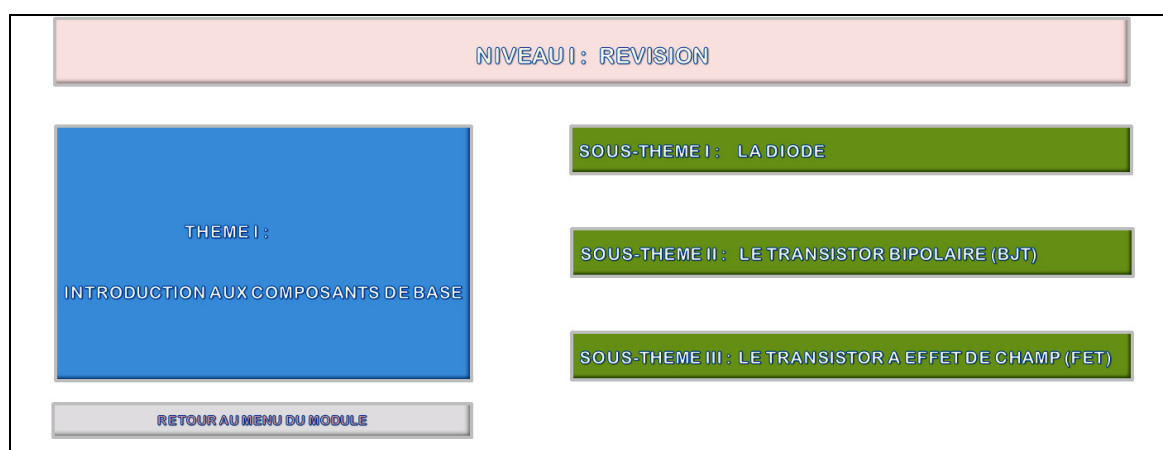 NIVEAU I : REVISION
THEME I :
INTRODUCTION AUX COMPOSANTS DE BASE
SOUS-THEME I : LA DIODE
SOUS-THEME II : LE TRANSISTOR BIPOLAIRE (BJT)
SOUS-THEME III : LE TRANSISTOR A EFFET DE CHAMP (FET)
RETOUR AU MENU DU MODULE